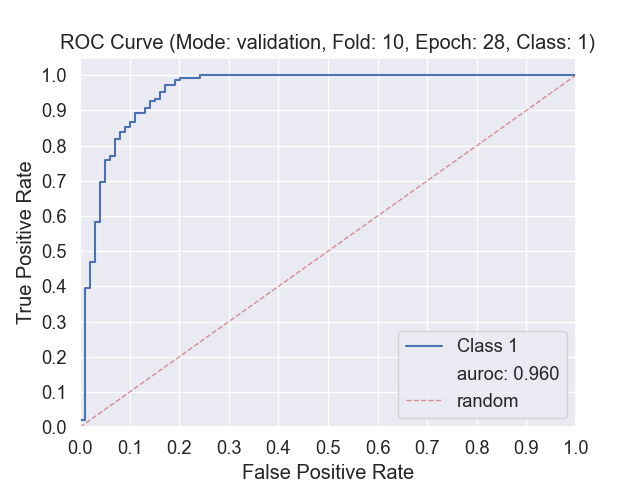 ROC Curve (Mode: validation, Fold: 10, Epoch: 28, Class: 1)
True Positive Rate
1.0
0.9
0.8
0.7
0.6
0.5
0.4
0.3
0.2
0.1
0.0
Class 1
auroc: 0.960
random
0.0 0.1 0.2 0.3 0.4 0.5 0.6 0.7 0.8 0.9 1.0
False Positive Rate